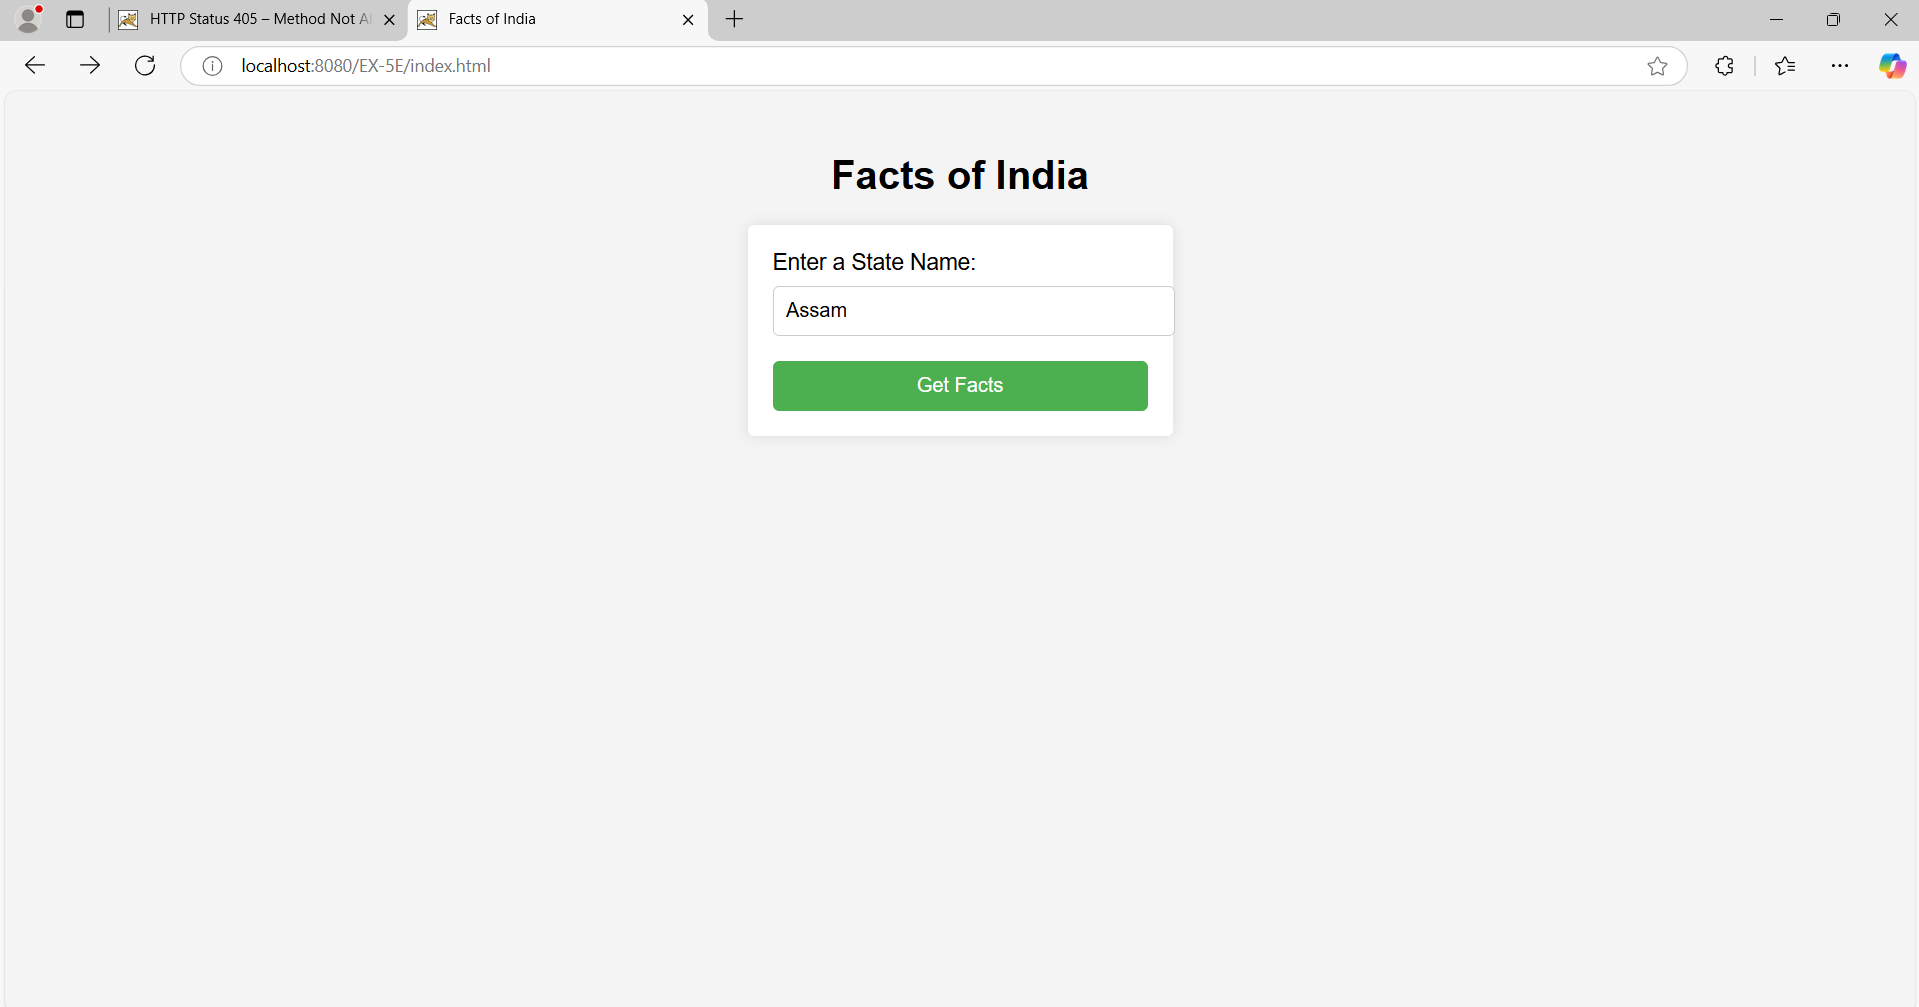 HTTP Status 405 – Method Not Al
Facts of India
localhost:8080/EX-5E/index.html
Facts of India
Enter a State Name:
Assam
Get Facts